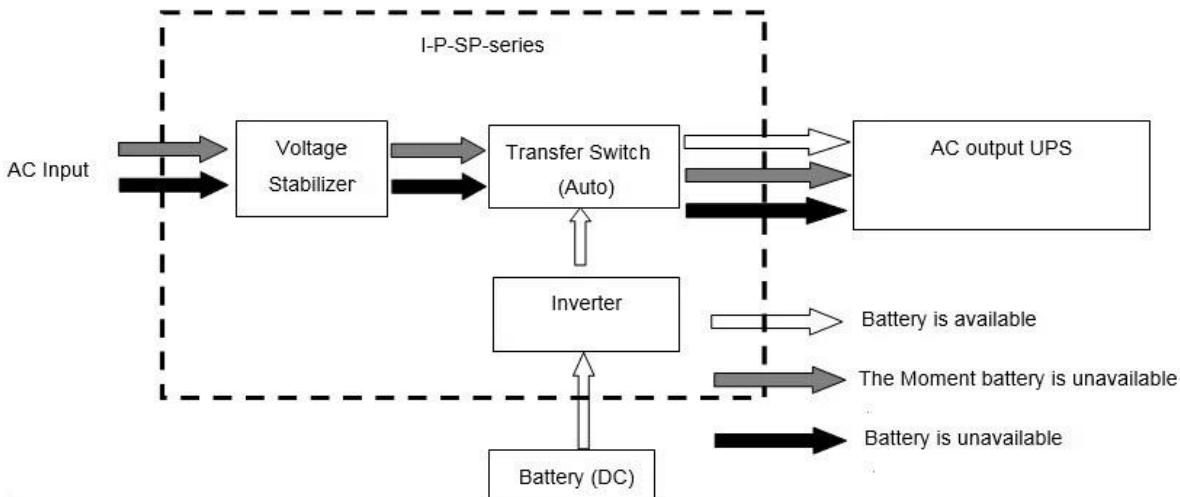 I-P-SP-series
AC Input
Voltage
Stabilizer
Transfer Switch
(Auto)
AC output UPS
Inverter
Battery (DC)
Battery is available
The Moment battery is unavailable
Battery is unavailable